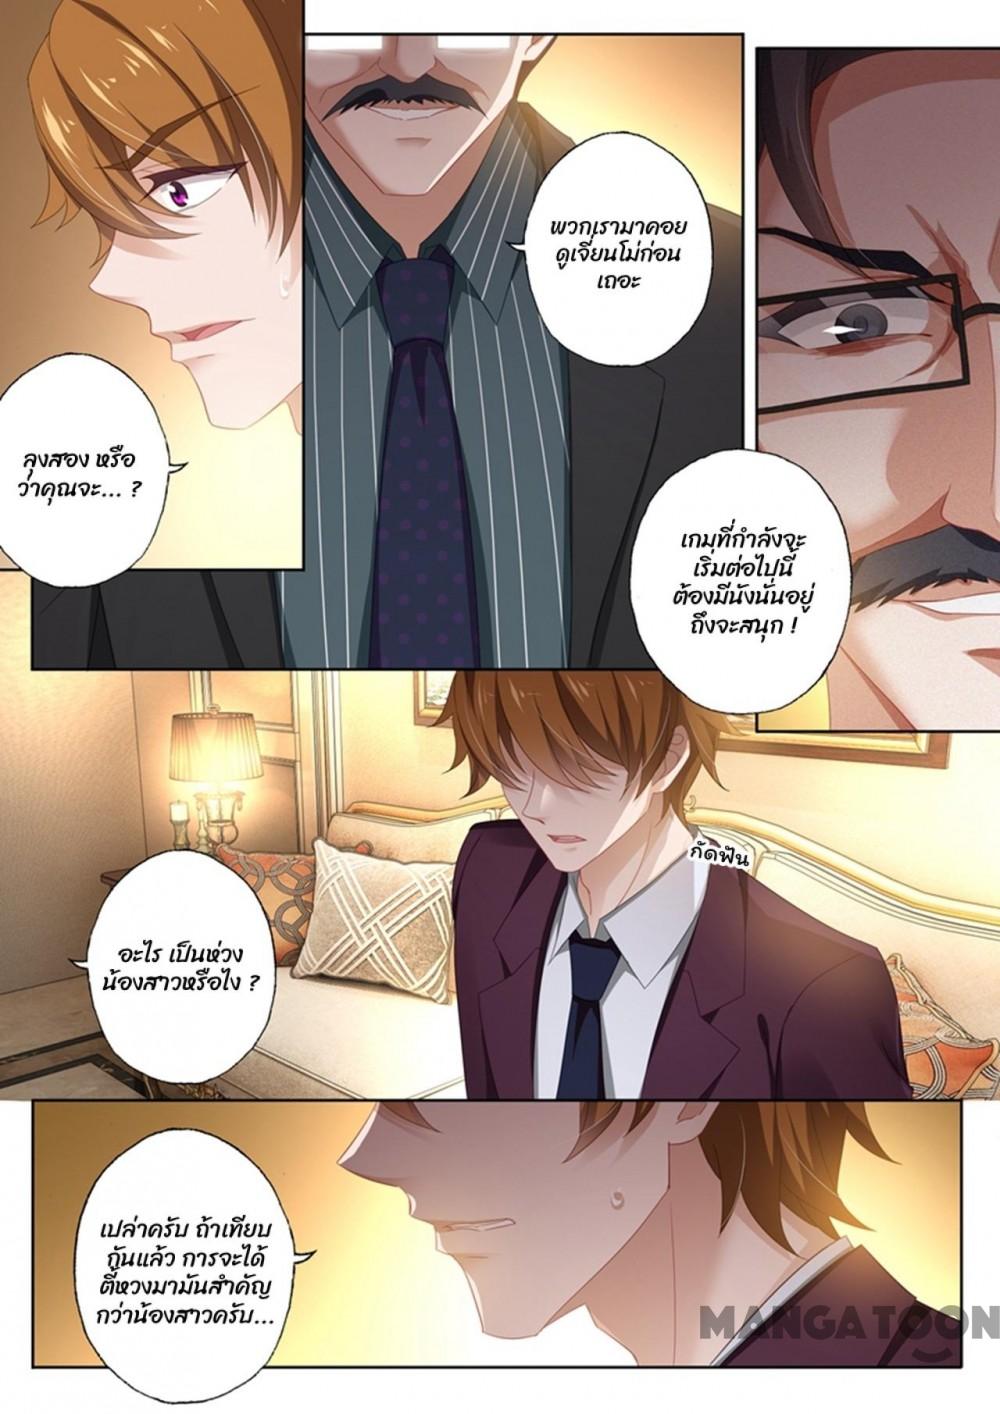 พวกเรามาคอย
ดูเจี่ยนโม่ก่อน
เถอะ
ลุงสอง หรือ
ว่าคุณจะ... ?
เกมที่กำลังจะ
เริ่มต่อไปนี้
ต้องมีนังนั่นอยู่
ถึงจะสนุก !
กัดฟัน
อะไร เป็นห่วง
น้องสาวหรือไง ?
เปล่าครับ ถ้าเทียบ
กันแล้ว การจะได้
ตี้หวงมามันสำคัญ
กว่าน้องสาวครับ...
MANGATOON